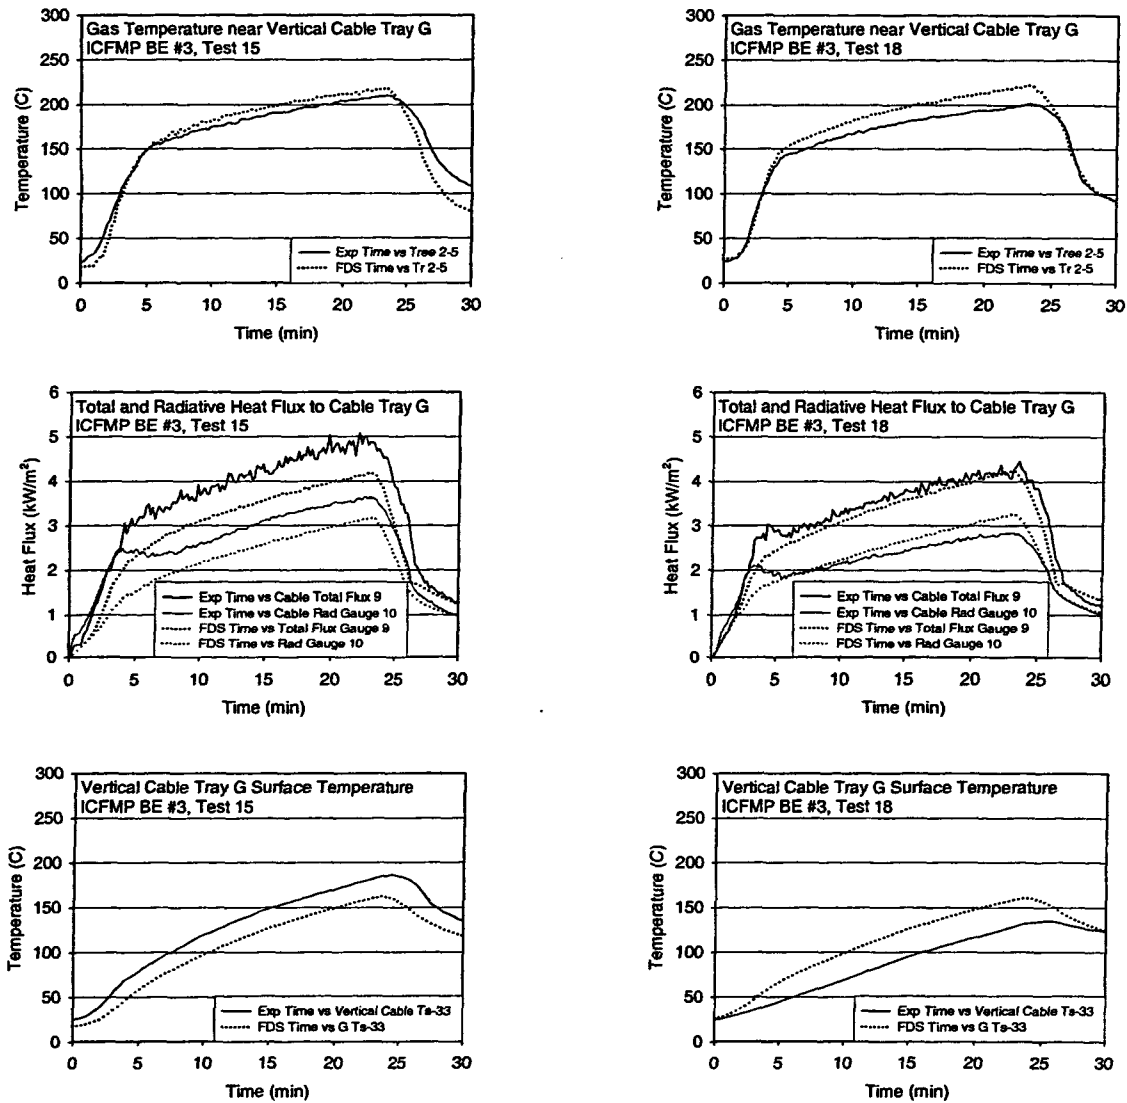 Gas Temperature near Vertical Cable Tray G
ICFMP BE #3, Test 15
300
250
200
150
100
50
0
Temperature (C)
Exp Time vs Tree 2-5
FDS Time vs Tr 2-5
0 5 10 15 20 25 30
Time (min)
Gas Temperature near Vertical Cable Tray G
ICFMP BE #3, Test 18
300
250
200
150
100
50
0
Temperature (C)
Exp Time vs Tree 2-5
FDS Time vs Tr 2-5
0 5 10 15 20 25 30
Time (min)
Total and Radiative Heat Flux to Cable Tray G
ICFMP BE #3, Test 15
6
5
4
3
2
1
0
Heat Flux (kW/m²)
Exp Time vs Cable Total Flux 9
Exp Time vs Cable Rad Gauge 10
FDS Time vs Total Flux Gauge 9
FDS Time vs Rad Gauge 10
0 5 10 15 20 25 30
Time (min)
Total and Radiative Heat Flux to Cable Tray G
ICFMP BE #3, Test 18
6
5
4
3
2
1
0
Heat Flux (kW/m²)
Exp Time vs Cable Total Flux 9
Exp Time vs Cable Rad Gauge 10
FDS Time vs Total Flux Gauge 9
FDS Time vs Rad Gauge 10
0 5 10 15 20 25 30
Time (min)
Vertical Cable Tray G Surface Temperature
ICFMP BE #3, Test 15
300
250
200
150
100
50
0
Temperature (C)
Exp Time vs Vertical Cable Ts-33
FDS Time vs G Ts-33
0 5 10 15 20 25 30
Time (min)
Vertical Cable Tray G Surface Temperature
ICFMP BE #3, Test 18
300
250
200
150
100
50
0
Temperature (C)
Exp Time vs Vertical Cable Ts-33
FDS Time vs G Ts-33
0 5 10 15 20 25 30
Time (min)